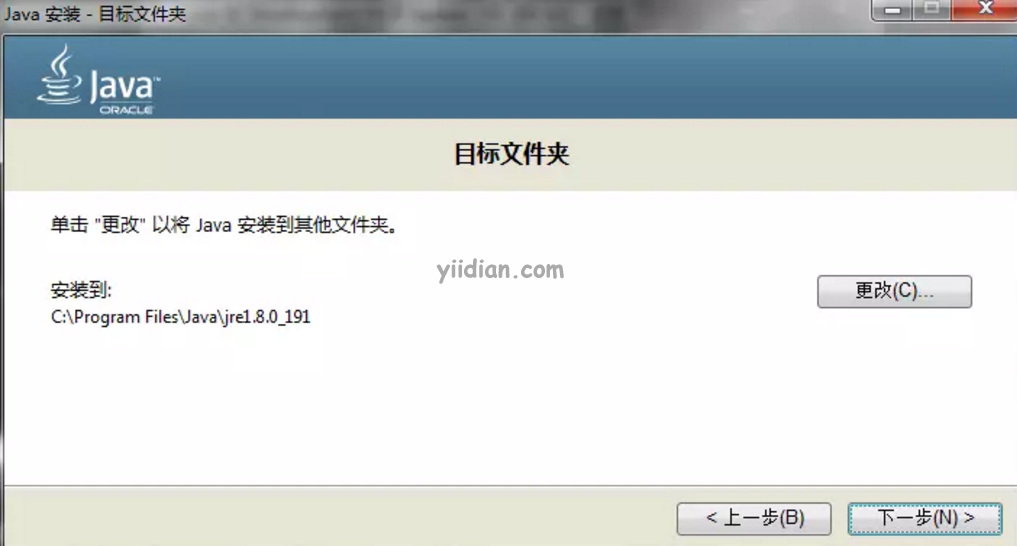 Java 安装 - 目标文件夹
Java™
ORACLE
目标文件夹
单击 "更改" 以将 Java 安装到其他文件夹。
yiidian.com
安装到:
更改(C)...
C:\Program Files\Java\jre1.8.0_191
< 上一步(B)
下一步(N) >